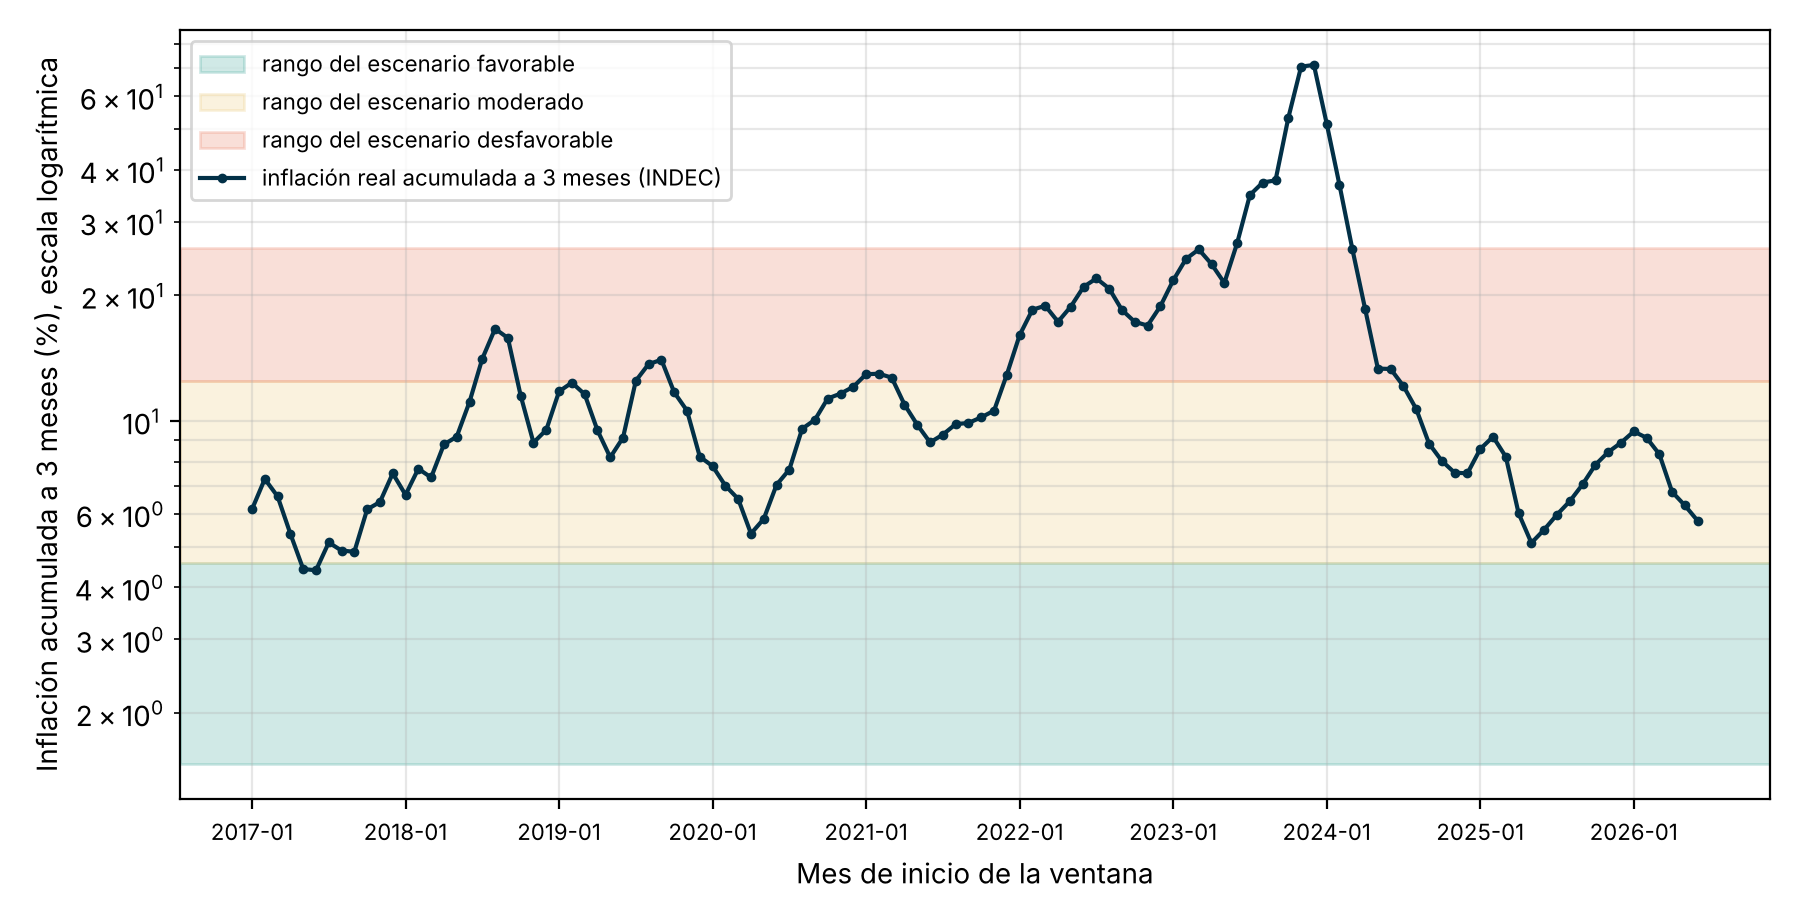 rango del escenario favorable
rango del escenario moderado
rango del escenario desfavorable
inflación real acumulada a 3 meses (INDEC)
Inflación acumulada a 3 meses (%), escala logarítmica
6 × 10¹
4 × 10¹
3 × 10¹
2 × 10¹
10¹
6 × 10⁰
4 × 10⁰
3 × 10⁰
2 × 10⁰
2017-01 2018-01 2019-01 2020-01 2021-01 2022-01 2023-01 2024-01 2025-01 2026-01
Mes de inicio de la ventana